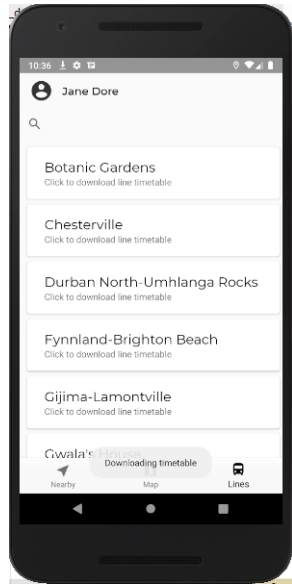 10:36
Jane Dore
Botanic Gardens
Click to download line timetable
Chesterville
Click to download line timetable
Durban North-Umhlanga Rocks
Click to download line timetable
Fynnland-Brighton Beach
Click to download line timetable
Gijima-Lamontville
Click to download line timetable
Gwala's House
Downloading timetable
Nearby
Map
Lines